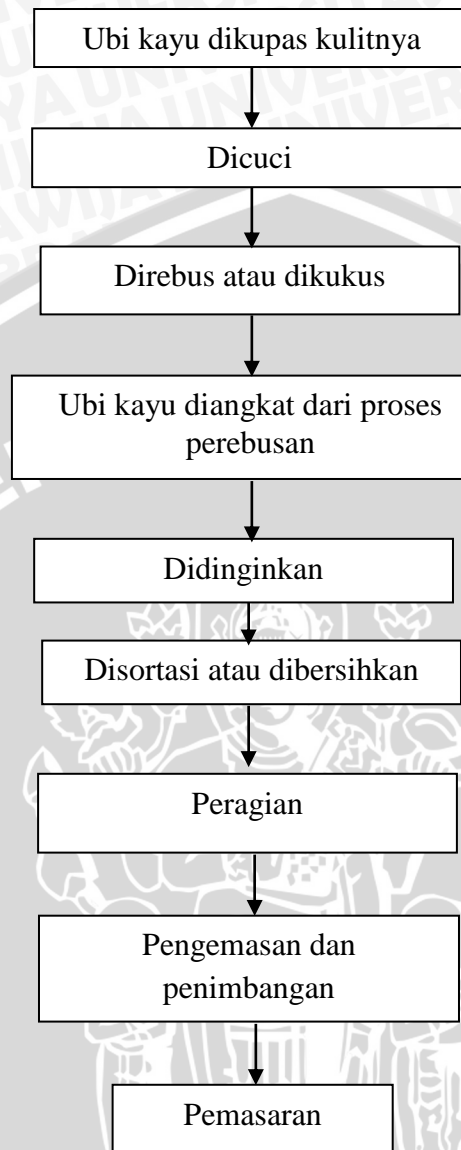 Ubi kayu dikupas kulitnya
Dicuci
Direbus atau dikukus
Ubi kayu diangkat dari proses
perebusan
Didinginkan
Disortasi atau dibersihkan
Peragian
Pengemasan dan
penimbangan
Pemasaran